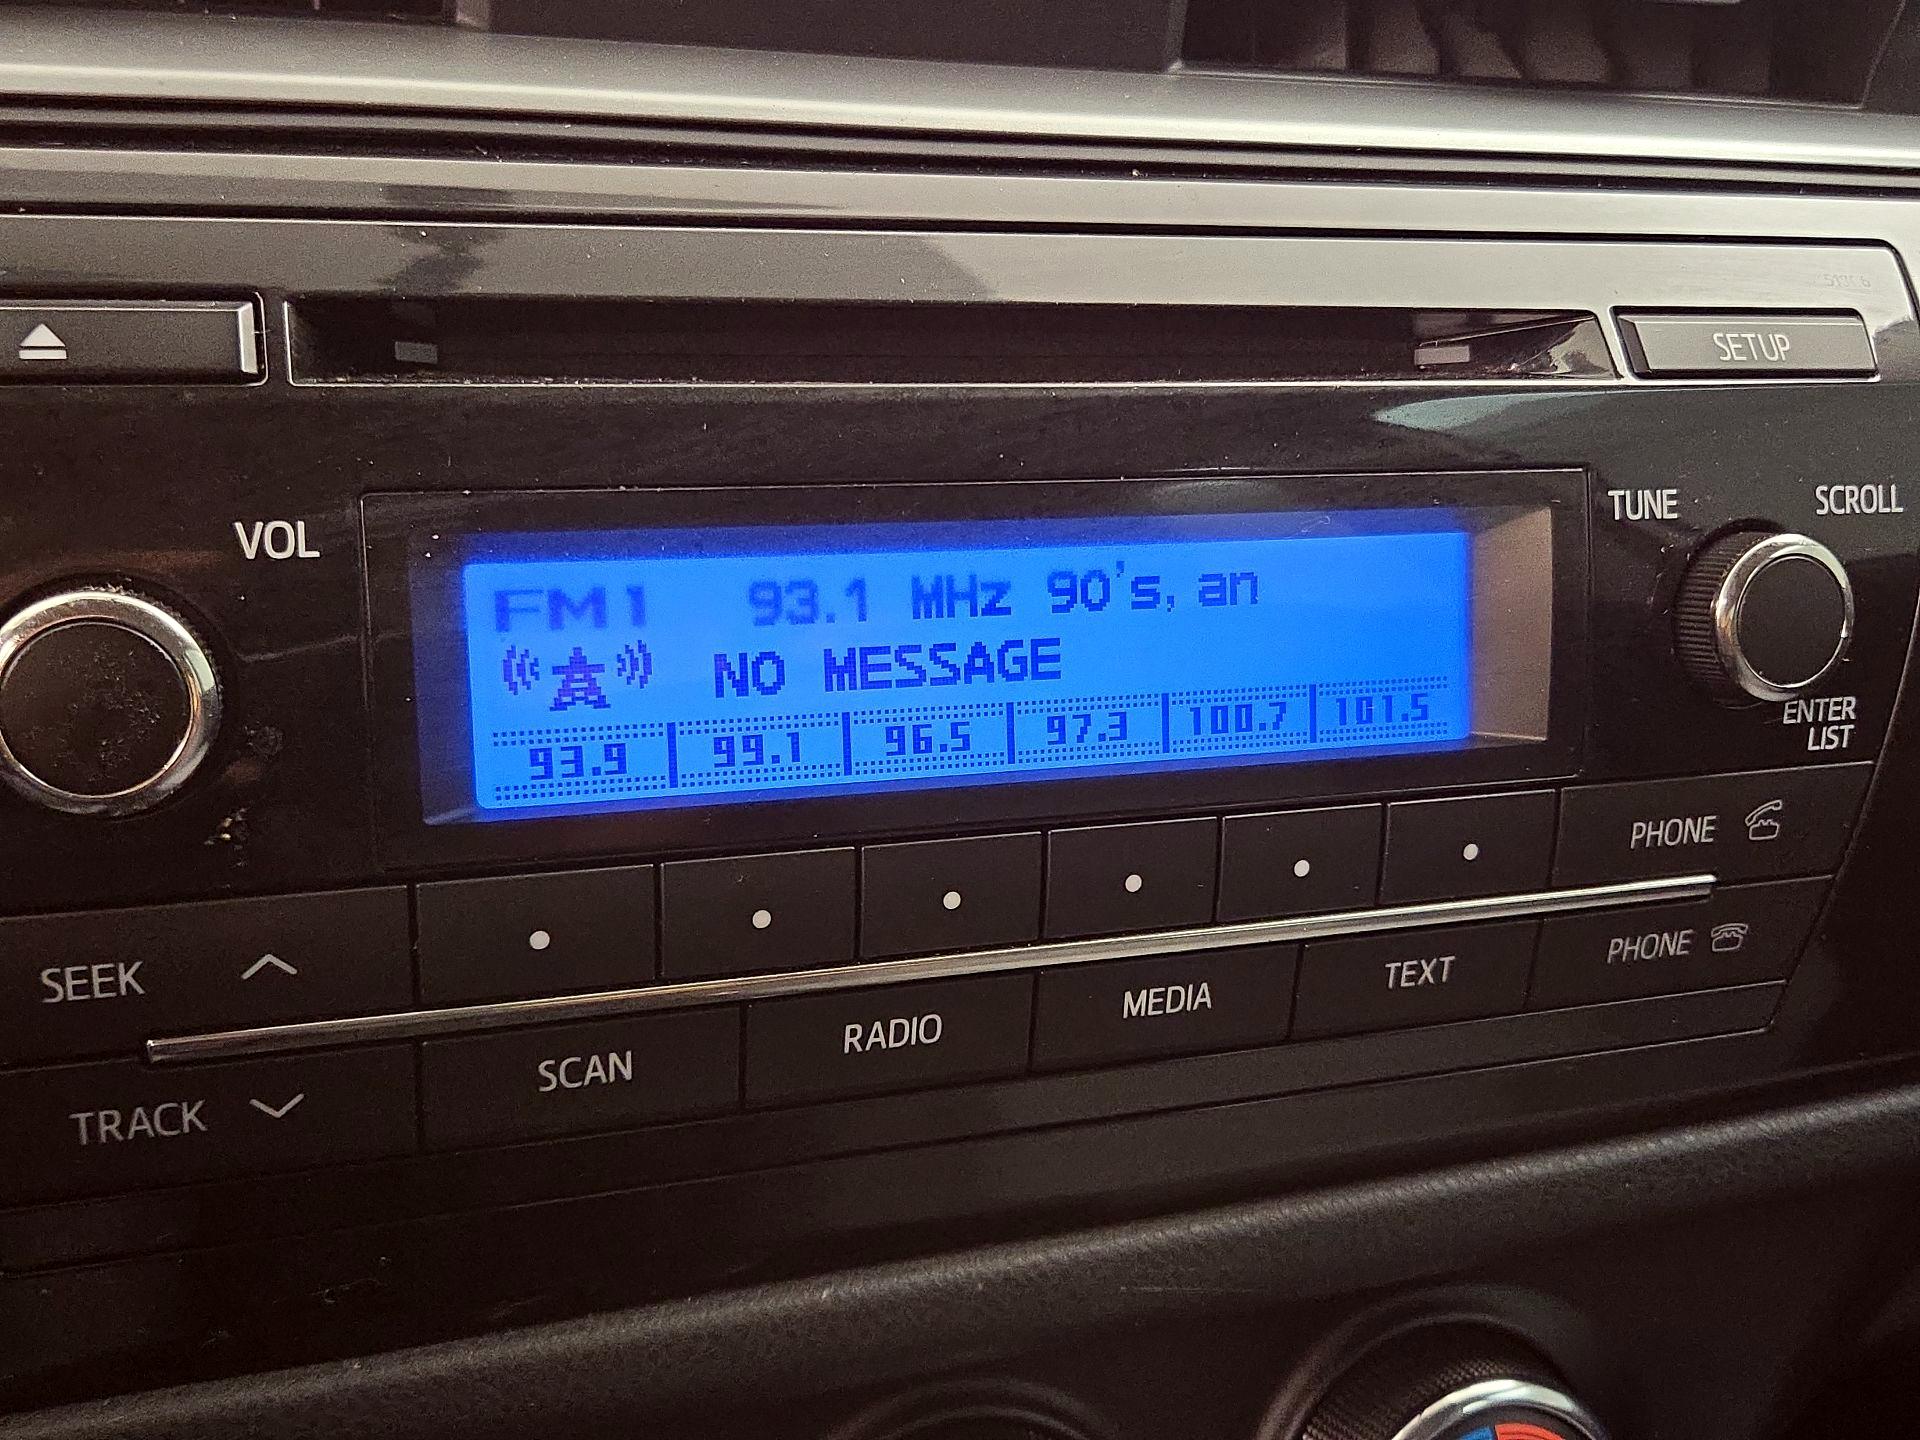 SETUP
VOL
TUNE
SCROLL
FM1 93.1 MHz 90's, an
NO MESSAGE
93.9 99.1 96.5 97.3 100.7 101.5
ENTER
LIST
PHONE
SEEK
TEXT
PHONE
MEDIA
RADIO
SCAN
TRACK